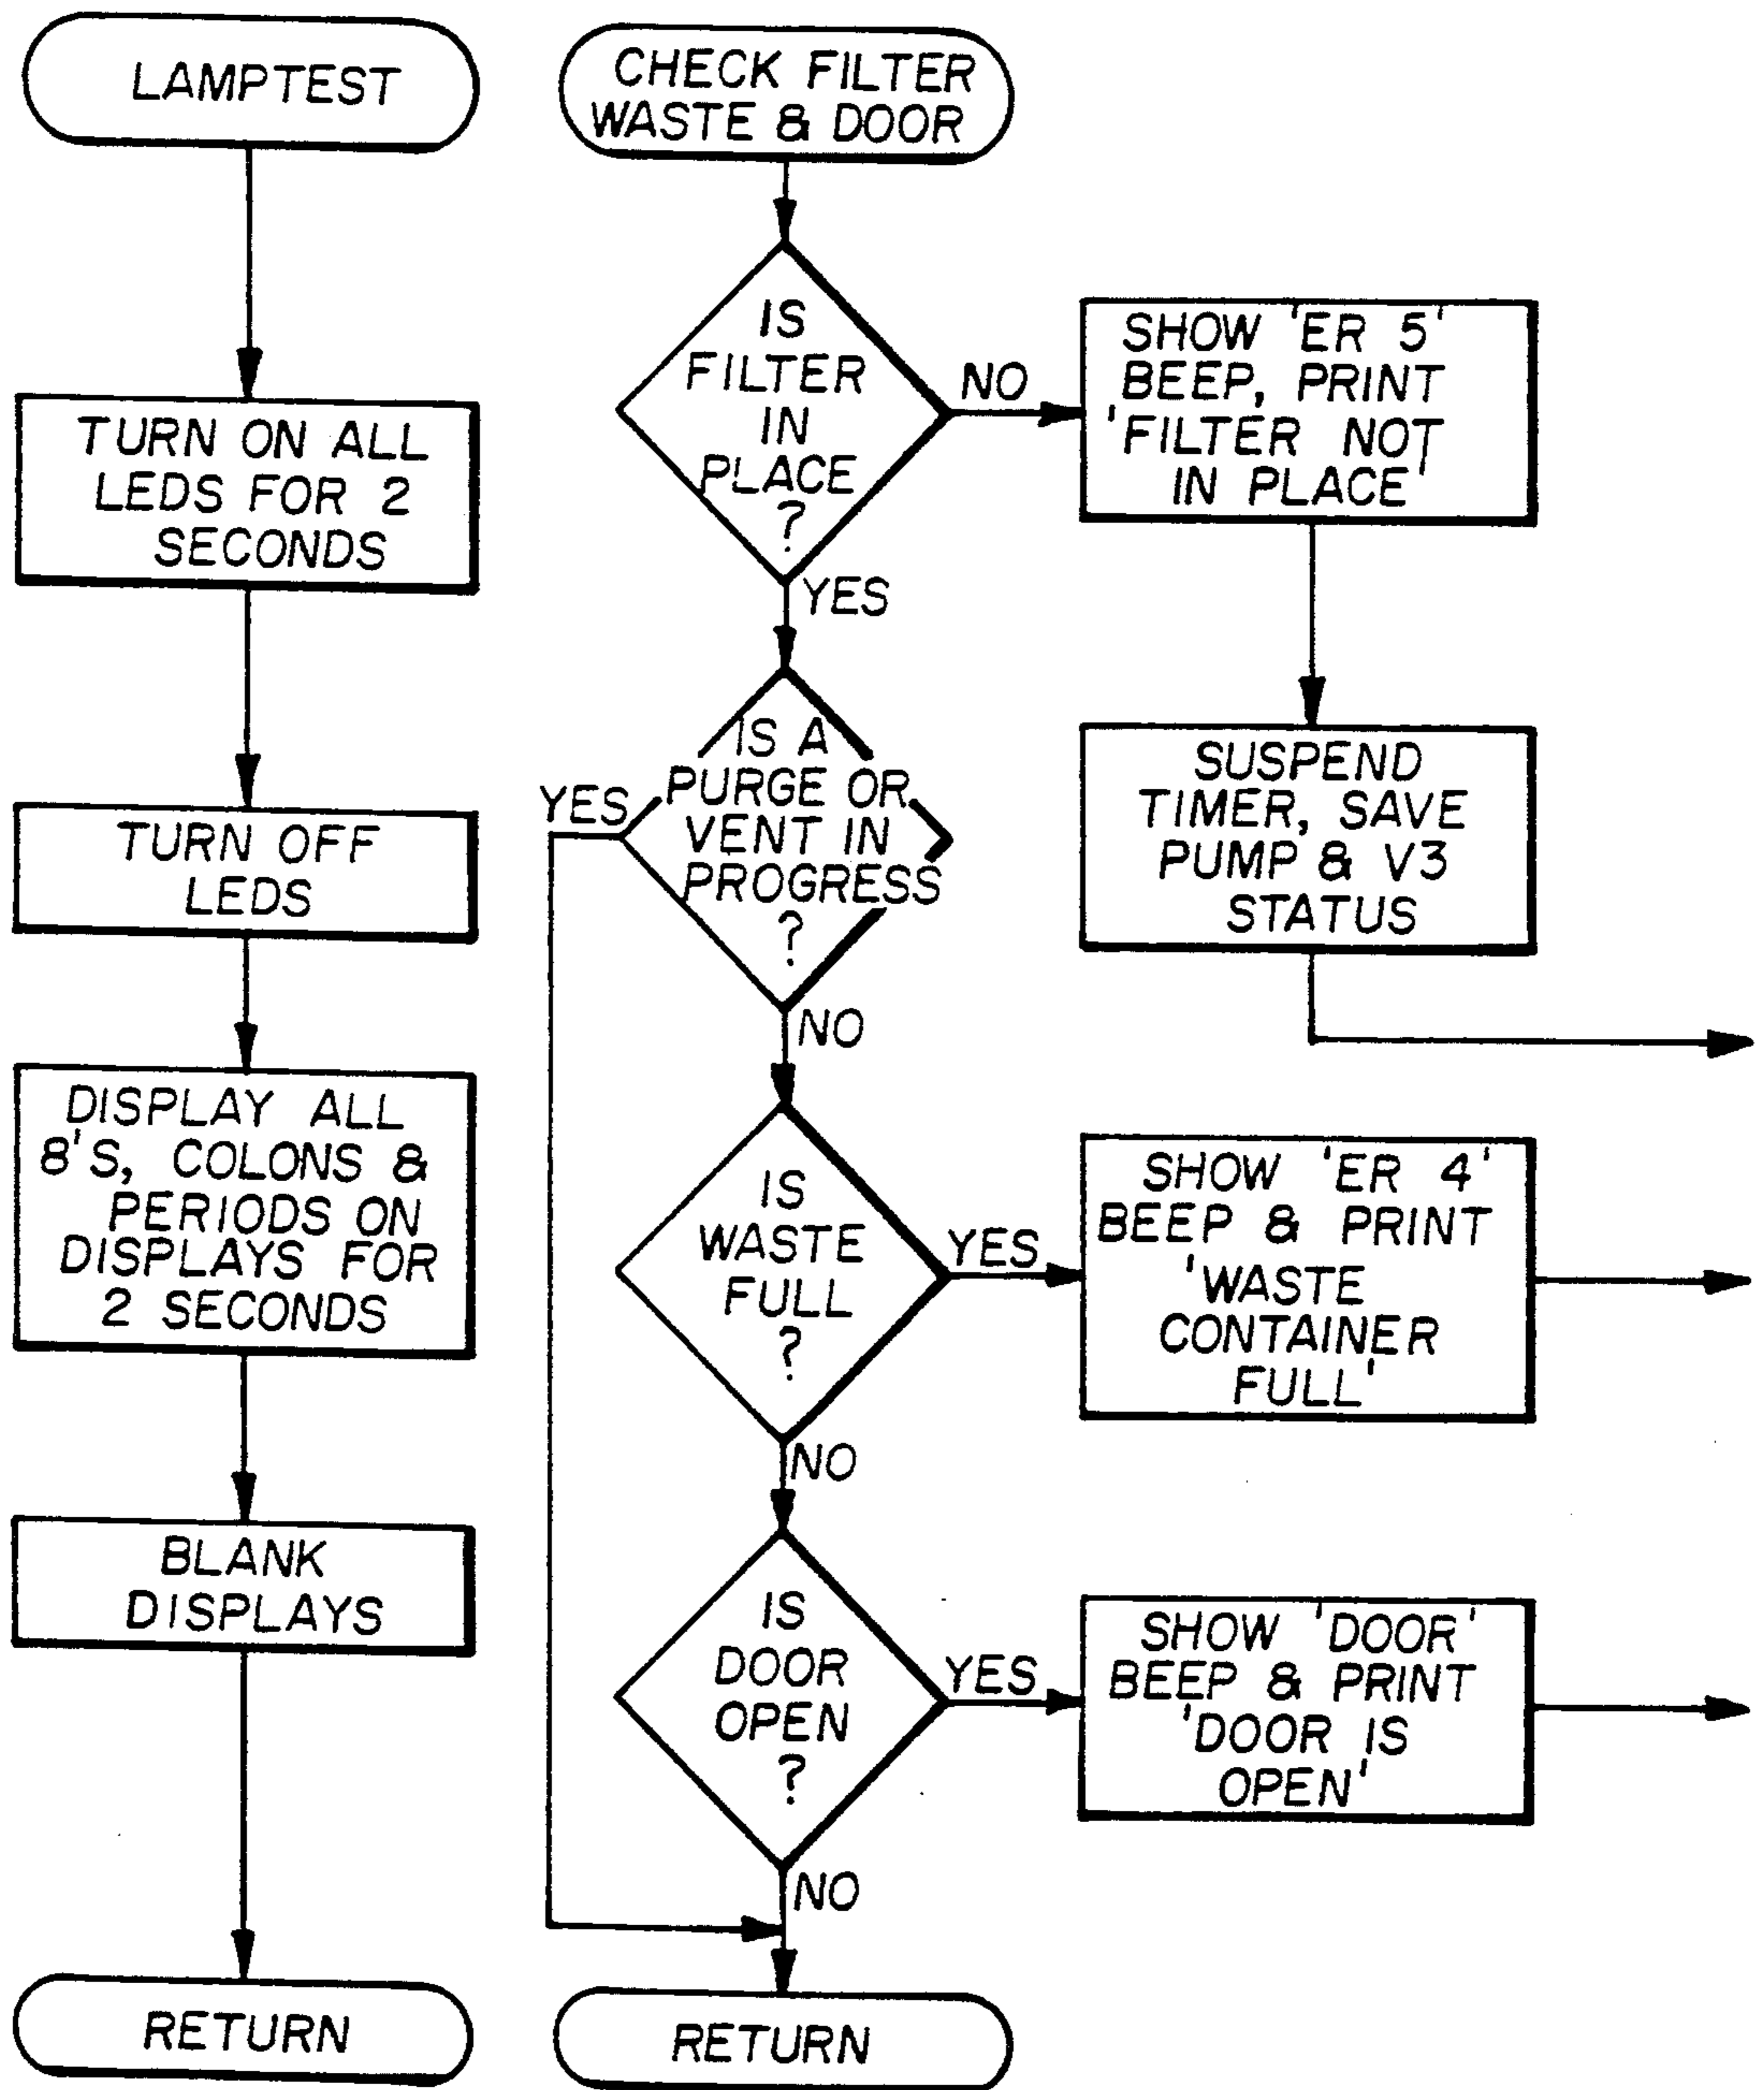 LAMPTEST
TURN ON ALL
LEDS FOR 2
SECONDS
TURN OFF
LEDS
DISPLAY ALL
8'S, COLONS &
PERIODS ON
DISPLAYS FOR
2 SECONDS
BLANK
DISPLAYS
RETURN
CHECK FILTER
WASTE & DOOR
IS
FILTER
IN
PLACE
?
NO
SHOW 'ER 5'
BEEP, PRINT
'FILTER NOT
IN PLACE'
SUSPEND
TIMER, SAVE
PUMP & V3
STATUS
YES
IS A
PURGE OR
VENT IN
PROGRESS
?
YES
NO
IS
WASTE
FULL
?
YES
SHOW 'ER 4'
BEEP & PRINT
'WASTE
CONTAINER
FULL'
NO
IS
DOOR
OPEN
?
YES
SHOW 'DOOR'
BEEP & PRINT
'DOOR IS
OPEN'
NO
RETURN